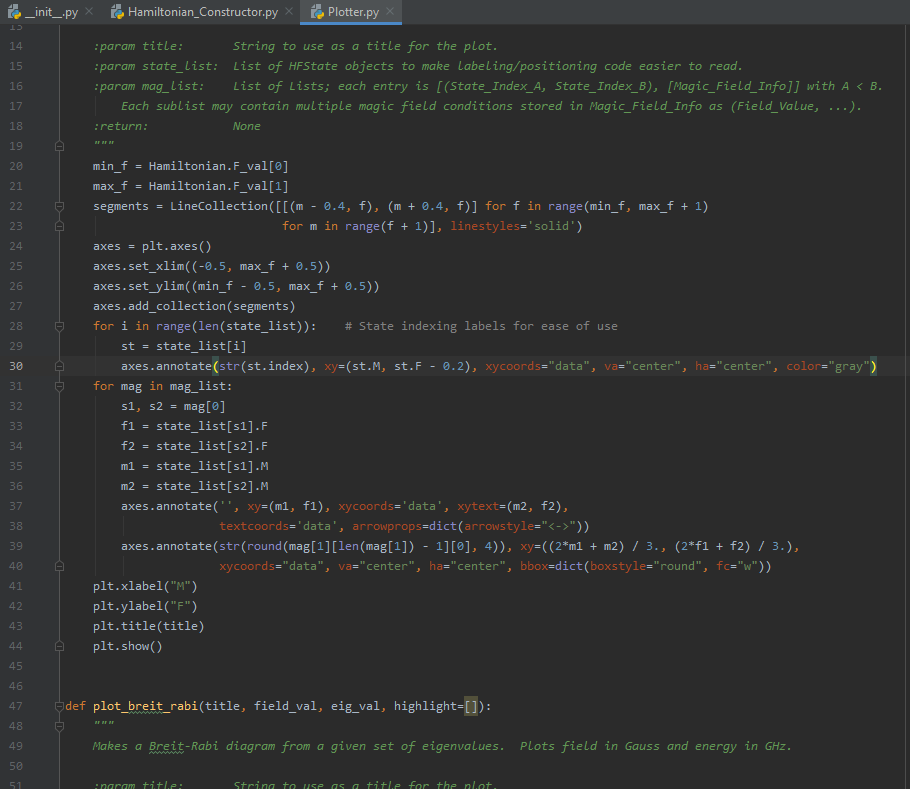 __init__.py Hamiltonian_Constructor.py Plotter.py
13
14 :param title: String to use as a title for the plot.
15 :param state_list: List of HFState objects to make labeling/positioning code easier to read.
16 :param mag_list: List of Lists; each entry is [(State_Index_A, State_Index_B), [Magic_Field_Info]] with A < B.
17 Each sublist may contain multiple magic field conditions stored in Magic_Field_Info as (Field_Value, ...).
18 :return: None
19 """
20 min_f = Hamiltonian.F_val[0]
21 max_f = Hamiltonian.F_val[1]
22 segments = LineCollection([[(m - 0.4, f), (m + 0.4, f)] for f in range(min_f, max_f + 1)
23 for m in range(f + 1)], linestyles='solid')
24 axes = plt.axes()
25 axes.set_xlim((-0.5, max_f + 0.5))
26 axes.set_ylim((min_f - 0.5, max_f + 0.5))
27 axes.add_collection(segments)
28 for i in range(len(state_list)): # State indexing labels for ease of use
29 st = state_list[i]
30 axes.annotate(str(st.index), xy=(st.M, st.F - 0.2), xycoords="data", va="center", ha="center", color="gray")
31 for mag in mag_list:
32 s1, s2 = mag[0]
33 f1 = state_list[s1].F
34 f2 = state_list[s2].F
35 m1 = state_list[s1].M
36 m2 = state_list[s2].M
37 axes.annotate('', xy=(m1, f1), xycoords='data', xytext=(m2, f2),
38 textcoords='data', arrowprops=dict(arrowstyle="<->"))
39 axes.annotate(str(round(mag[1][len(mag[1]) - 1][0], 4)), xy=((2*m1 + m2) / 3., (2*f1 + f2) / 3.),
40 xycoords="data", va="center", ha="center", bbox=dict(boxstyle="round", fc="w"))
41 plt.xlabel("M")
42 plt.ylabel("F")
43 plt.title(title)
44 plt.show()
45
46
47 def plot_breit_rabi(title, field_val, eig_val, highlight=[]):
48 """
49 Makes a Breit-Rabi diagram from a given set of eigenvalues. Plots field in Gauss and energy in GHz.
50
51 :param title: String to use as a title for the plot.